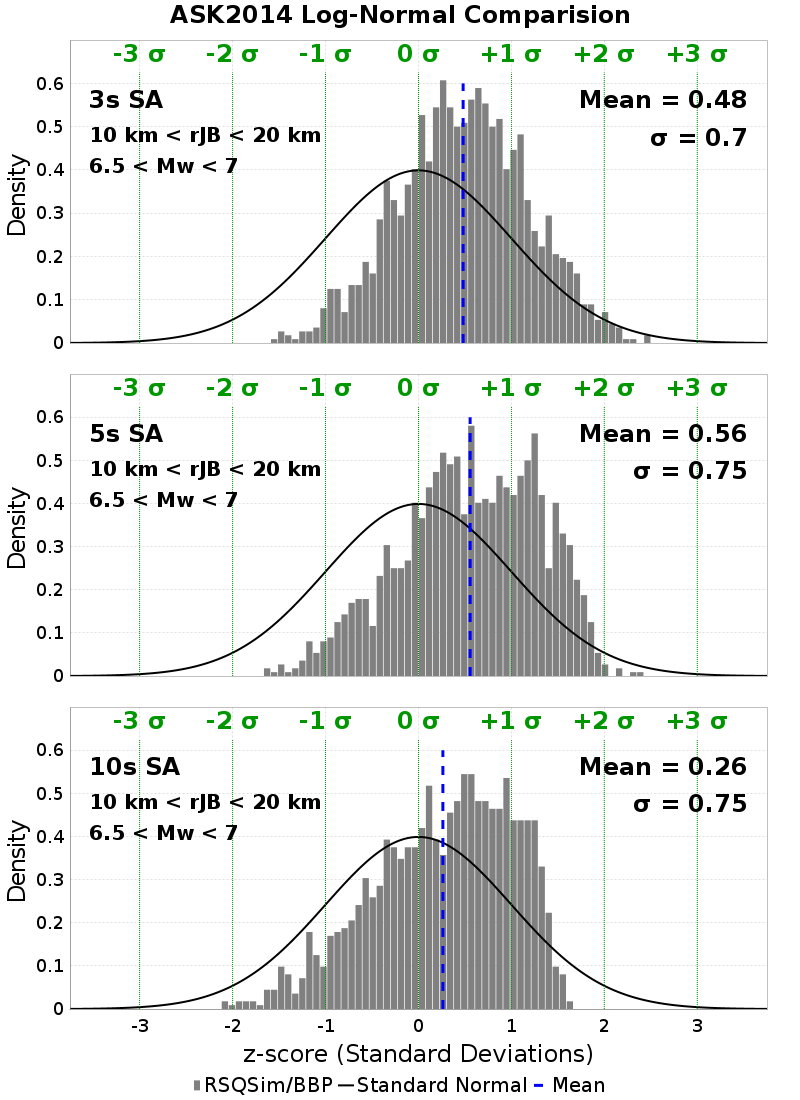 ASK2014 Log-Normal Comparision
-3 σ -2 σ -1 σ 0 σ +1 σ +2 σ +3 σ
3s SA
10 km < rJB < 20 km
6.5 < Mw < 7
Mean = 0.48
σ = 0.7
Density
0.6
0.5
0.4
0.3
0.2
0.1
0
-3 σ -2 σ -1 σ 0 σ +1 σ +2 σ +3 σ
5s SA
10 km < rJB < 20 km
6.5 < Mw < 7
Mean = 0.56
σ = 0.75
Density
0.6
0.5
0.4
0.3
0.2
0.1
0
-3 σ -2 σ -1 σ 0 σ +1 σ +2 σ +3 σ
10s SA
10 km < rJB < 20 km
6.5 < Mw < 7
Mean = 0.26
σ = 0.75
Density
0.6
0.5
0.4
0.3
0.2
0.1
0
-3 -2 -1 0 1 2 3
z-score (Standard Deviations)
RSQSim/BBP Standard Normal Mean